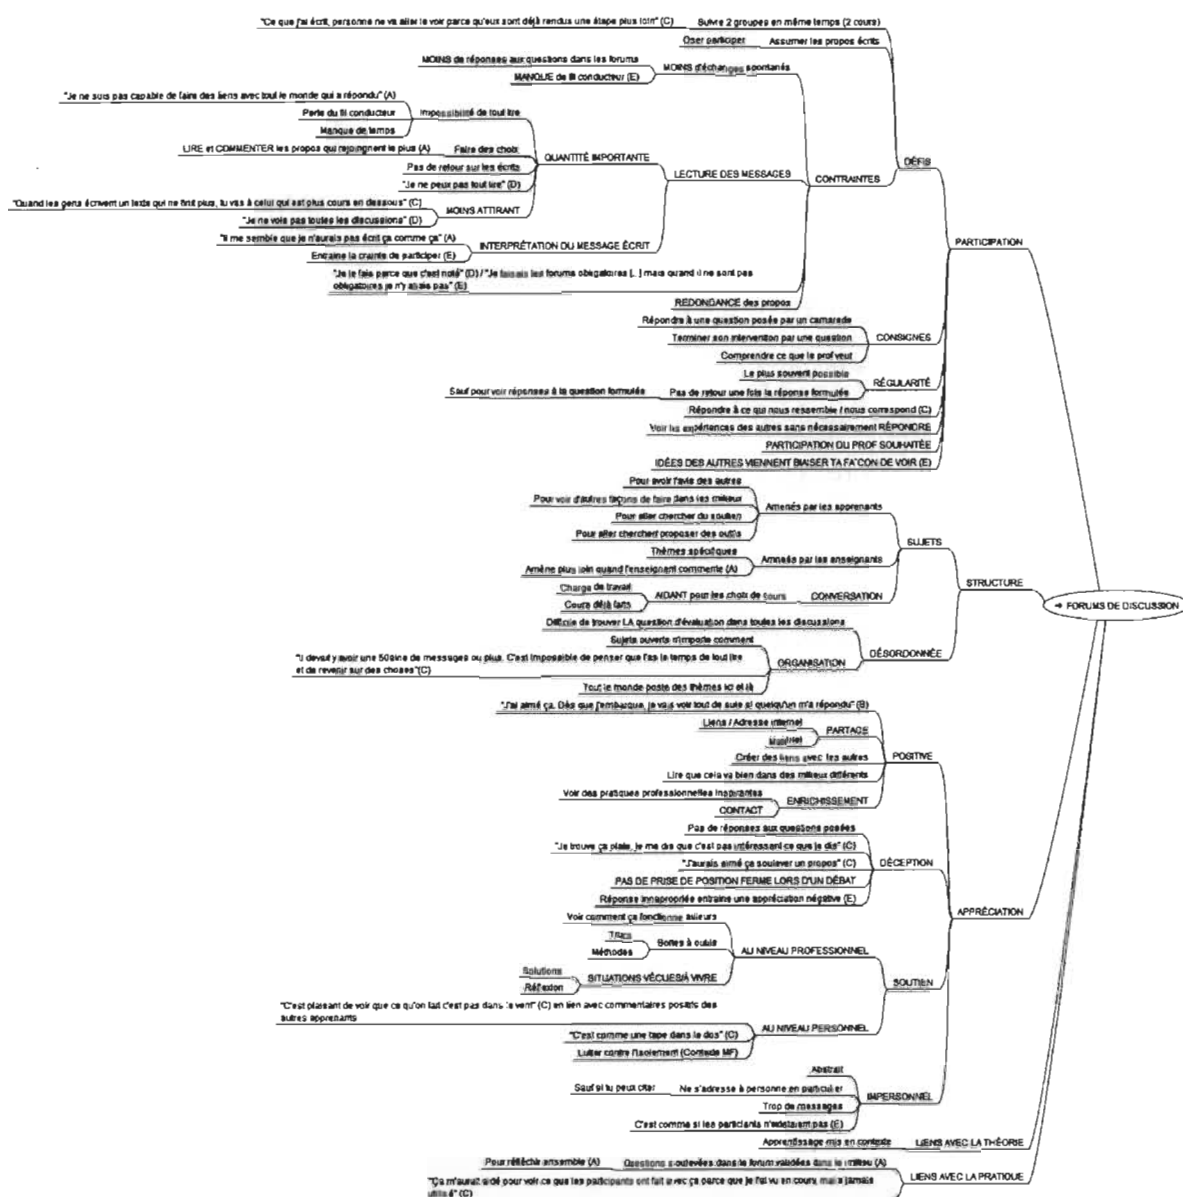 "Ce que j'ai écrit, personne ne va aller le voir parce qu'eux sont déjà rendus une étape plus loin" (C)
Suivre 2 groupes en même temps (2 cours)
Oser participer
Assumer les propos écrits
MOINS de réponses aux questions dans les forums
MOINS d'échanges spontanés
MANQUE de fil conducteur (E)
DÉFIS
"Je ne suis pas capable de faire des liens avec tout le monde qui a répondu" (A)
Perte du fil conducteur
Impossibilité de tout lire
Manque de temps
LIRE et COMMENTER les propos qui rejoignent le plus (A)
Faire des choix
QUANTITÉ IMPORTANTE
Pas de retour sur les écrits
LECTURE DES MESSAGES
CONTRAINTES
"Je ne peux pas tout lire" (D)
"Quand les gens écrivent un texte qui ne finit plus, tu vas à celui qui est plus cours en dessous" (C)
MOINS ATTIRANT
"Je ne vois pas toutes les discussions" (D)
"Il me semble que je n'aurais pas écrit ça comme ça" (A)
INTERPRÉTATION DU MESSAGE ÉCRIT
Entraine la crainte de participer (E)
PARTICIPATION
"Je le fais parce que c'est noté" (D) / "Je faisais les forums obligatoires [...] mais quand il ne sont pas
obligatoires je n'y allais pas" (E)
REDONDANCE des propos
Répondre à une question posée par un camarade
Terminer son intervention par une question
CONSIGNES
Comprendre ce que le prof veut
Le plus souvent possible
RÉGULARITÉ
Sauf pour voir réponses à la question formulée
Pas de retour une fois la réponse formulée
Répondre à ce qui nous ressemble / nous correspond (C)
Voir les expériences des autres sans nécessairement RÉPONDRE
PARTICIPATION DU PROF SOUHAITÉE
IDÉES DES AUTRES VIENNENT BIAISER TA FA´CON DE VOIR (E)
Pour avoir l'avis des autres
Pour voir d'autres façons de faire dans les milieux
Amenés par les apprenants
Pour aller chercher du soutien
Pour aller chercher/ proposer des outils
SUJETS
Thèmes spécifiques
Amneés par les enseignants
Amène plus loin quand l'enseignant commente (A)
Charge de travail
AIDANT pour les choix de cours
CONVERSATION
Cours déjà faits
STRUCTURE
➔ FORUMS DE DISCUSSION
Difficile de trouver LA question d'évaluation dans toutes les discussions
Sujets ouverts n'importe comment
DÉSORDONNÉE
"Il devait y avoir une 50aine de messages ou plus. C'est impossible de penser que t'as le temps de tout lire
et de revenir sur des choses"(C)
ORGANISATION
Tout le monde poste des thèmes ici et là
"J'ai aimé ça. Dès que j'embarque, je vais voir tout de suite si quelqu'un m'a répondu" (B)
Liens / Adresse internet
PARTAGE
Matériel
POSITIVE
Créer des liens avec les autres
Lire que cela va bien dans des milieux différents
Voir des pratiques professionnelles inspirantes
ENRICHISSEMENT
CONTACT
Pas de réponses aux questions posées
"Je trouve ça plate, je me dis que c'est pas intéressant ce que je dis" (C)
DÉCEPTION
"J'aurais aimé ça soulever un propos" (C)
PAS DE PRISE DE POSITION FERME LORS D'UN DÉBAT
Réponse innapropriée entraine une appréciation négative (E)
APPRÉCIATION
Voir comment ça fonctionne ailleurs
Trucs
Boites à outils
AU NIVEAU PROFESSIONNEL
Méthodes
Solutions
SITUATIONS VÉCUES/À VIVRE
Réflexion
SOUTIEN
"C'est plaisant de voir que ce qu'on fait c'est pas dans le vent" (C) en lien avec commentaires positifs des
autres apprenants
AU NIVEAU PERSONNEL
"C'est comme une tape dans le dos" (C)
Lutter contre l'isolement (Contexte MF)
Abstrait
Sauf si tu peux citer
Ne s'adresse à personne en particulier
IMPERSONNEL
Trop de messages
C'est comme si les particiants n'existaient pas (E)
Apprentissage mis en contexte
LIENS AVEC LA THÉORIE
Pour réfléchir ensemble (A)
Questions soulevées dans le forum validées dans le milieu (A)
LIENS AVEC LA PRATIQUE
"Ça m'aurait aidé pour voir ce que les participants ont fait avec ça parce que je l'ai vu en cours, mais jamais
utilisé" (C)